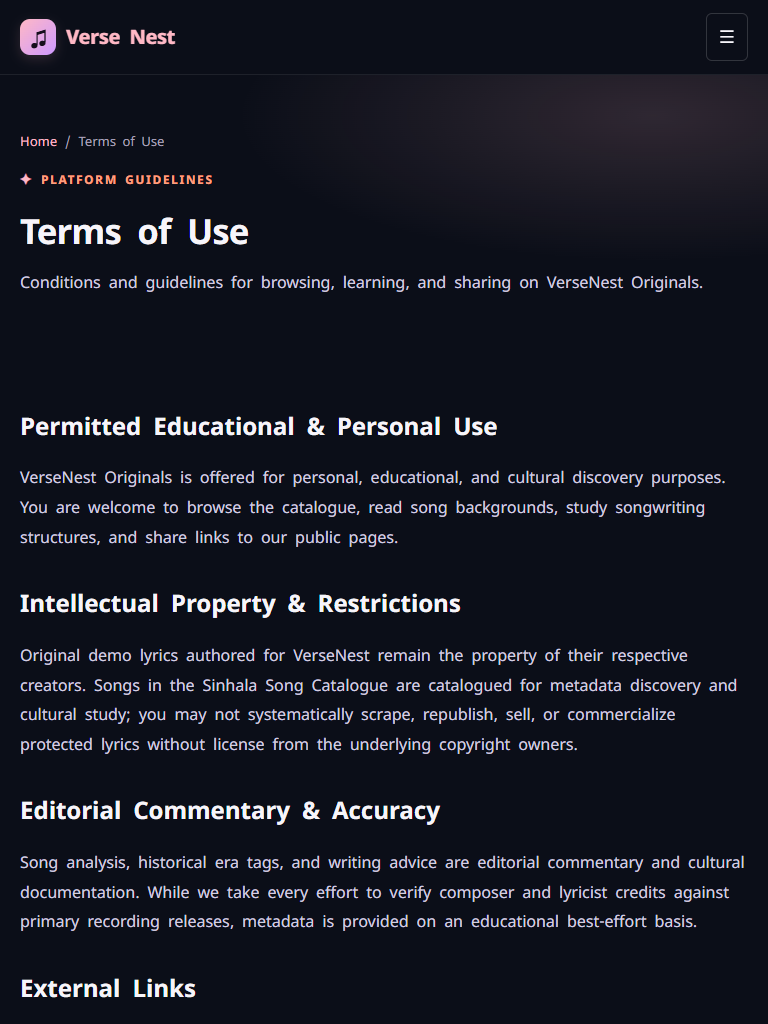 Verse Nest
Home / Terms of Use
✦ PLATFORM GUIDELINES
Terms of Use
Conditions and guidelines for browsing, learning, and sharing on VerseNest Originals.
Permitted Educational & Personal Use
VerseNest Originals is offered for personal, educational, and cultural discovery purposes.
You are welcome to browse the catalogue, read song backgrounds, study songwriting
structures, and share links to our public pages.
Intellectual Property & Restrictions
Original demo lyrics authored for VerseNest remain the property of their respective
creators. Songs in the Sinhala Song Catalogue are catalogued for metadata discovery and
cultural study; you may not systematically scrape, republish, sell, or commercialize
protected lyrics without license from the underlying copyright owners.
Editorial Commentary & Accuracy
Song analysis, historical era tags, and writing advice are editorial commentary and cultural
documentation. While we take every effort to verify composer and lyricist credits against
primary recording releases, metadata is provided on an educational best-effort basis.
External Links